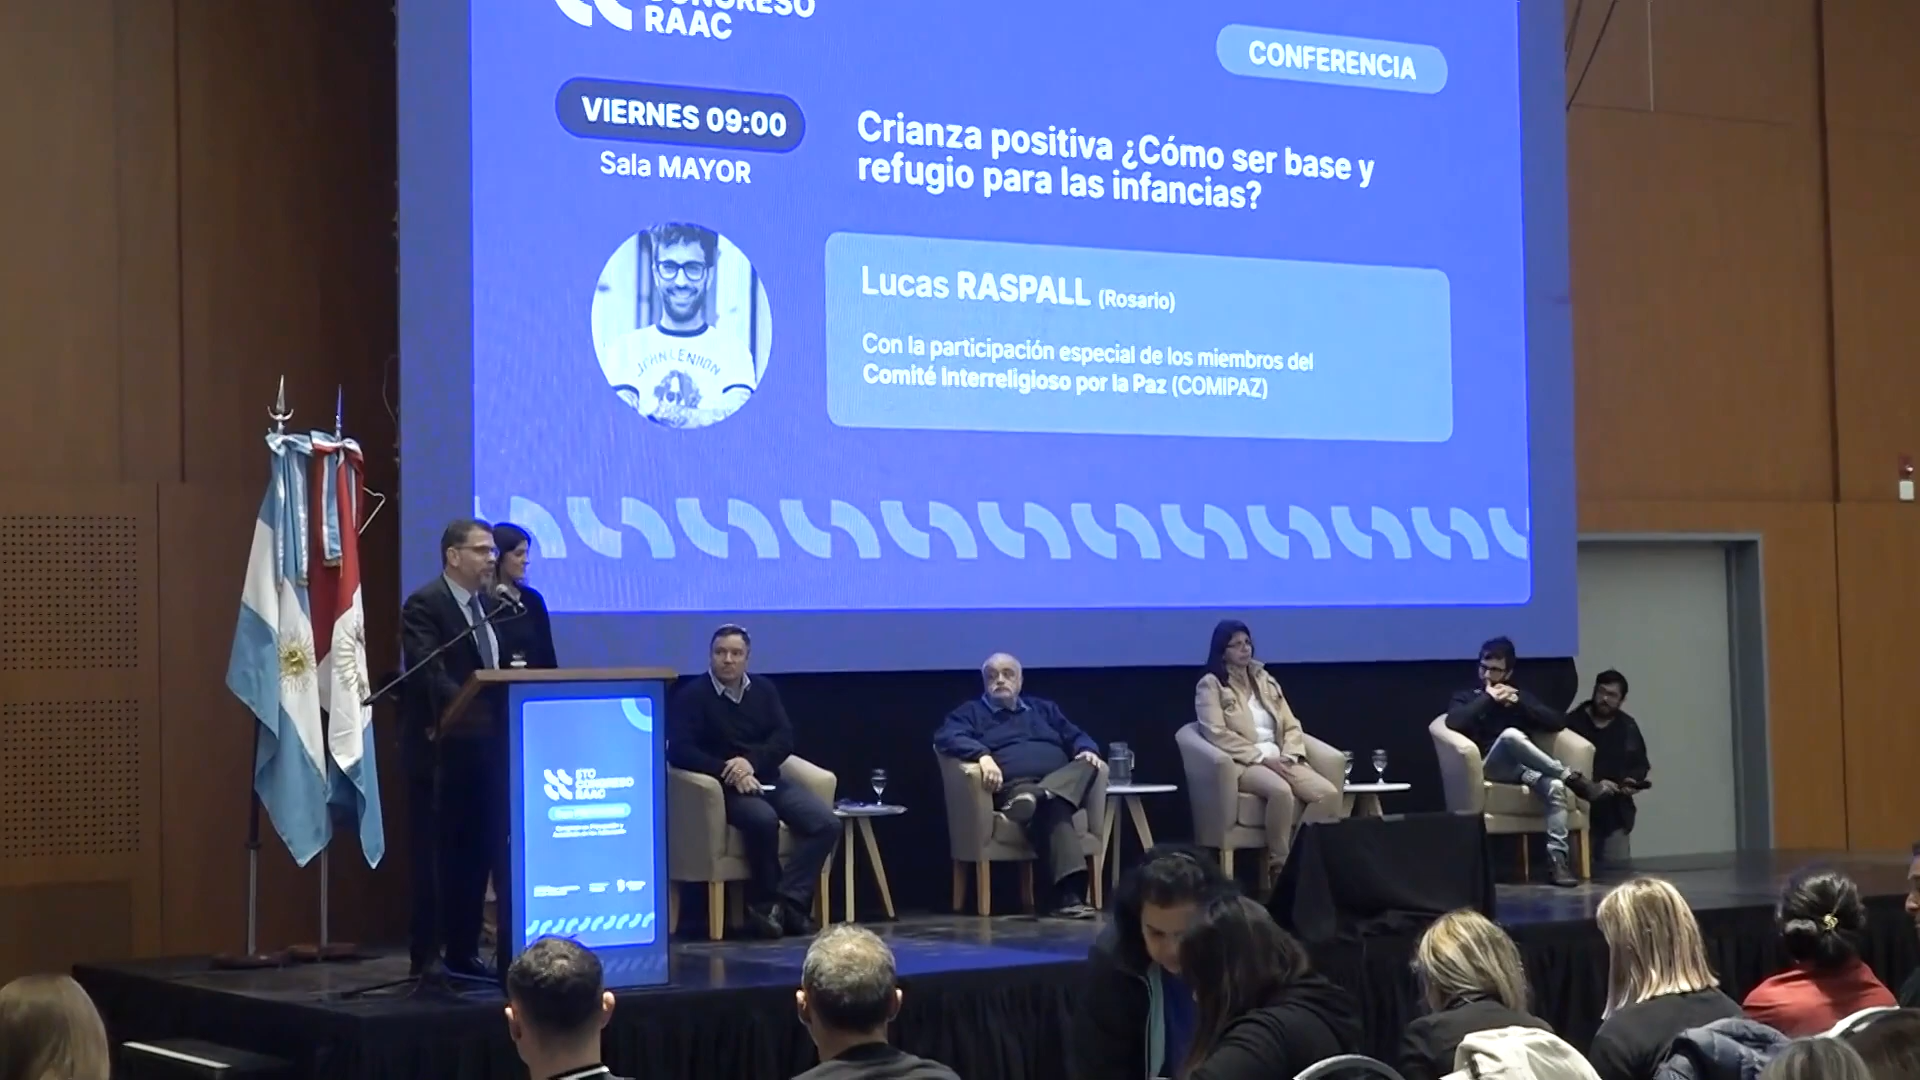 CONGRESO
RAAC
CONFERENCIA
VIERNES 09:00
Sala MAYOR
Crianza positiva ¿Cómo ser base y
refugio para las infancias?
Lucas RASPALL (Rosario)
Con la participación especial de los miembros del
Comité Interreligioso por la Paz (COMIPAZ)
JOHN LENNON
CONGRESO
RAAC